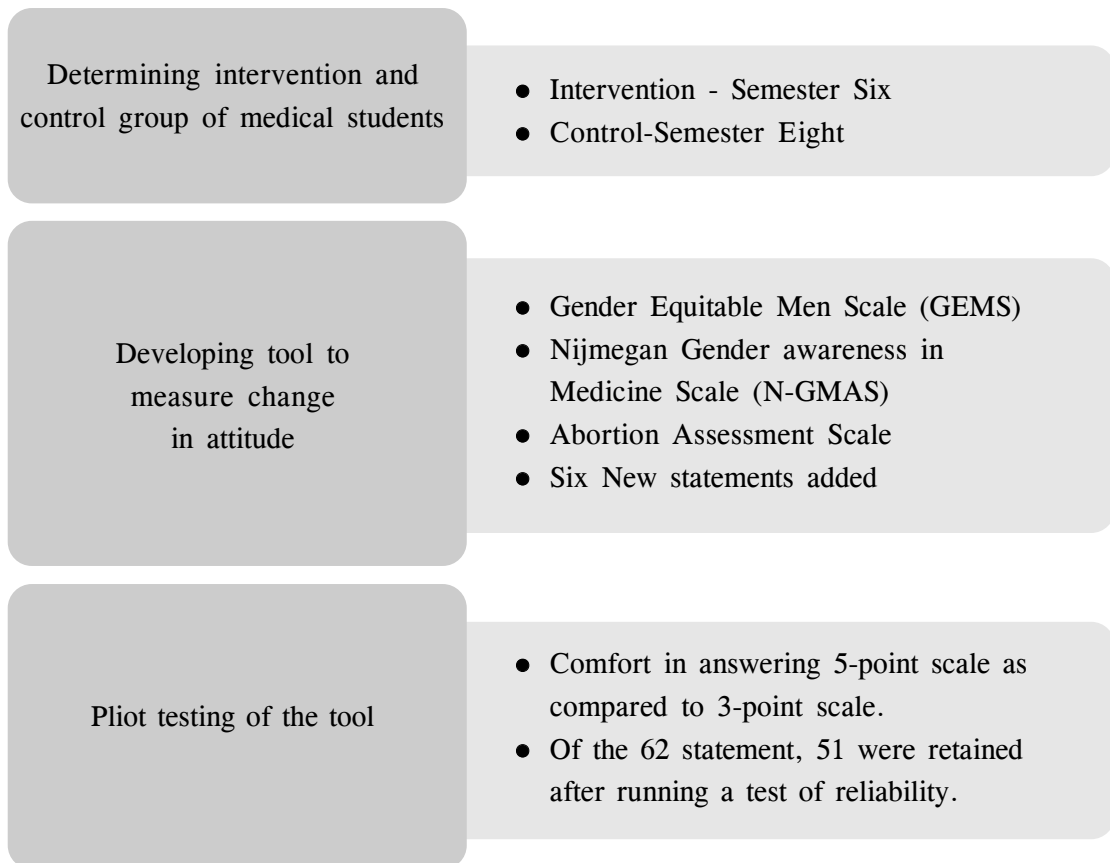 Determining intervention and
control group of medical students
● Intervention - Semester Six
● Control-Semester Eight
Developing tool to
measure change
in attitude
● Gender Equitable Men Scale (GEMS)
● Nijmegan Gender awareness in
Medicine Scale (N-GMAS)
● Abortion Assessment Scale
● Six New statements added
Pliot testing of the tool
● Comfort in answering 5-point scale as
compared to 3-point scale.
● Of the 62 statement, 51 were retained
after running a test of reliability.